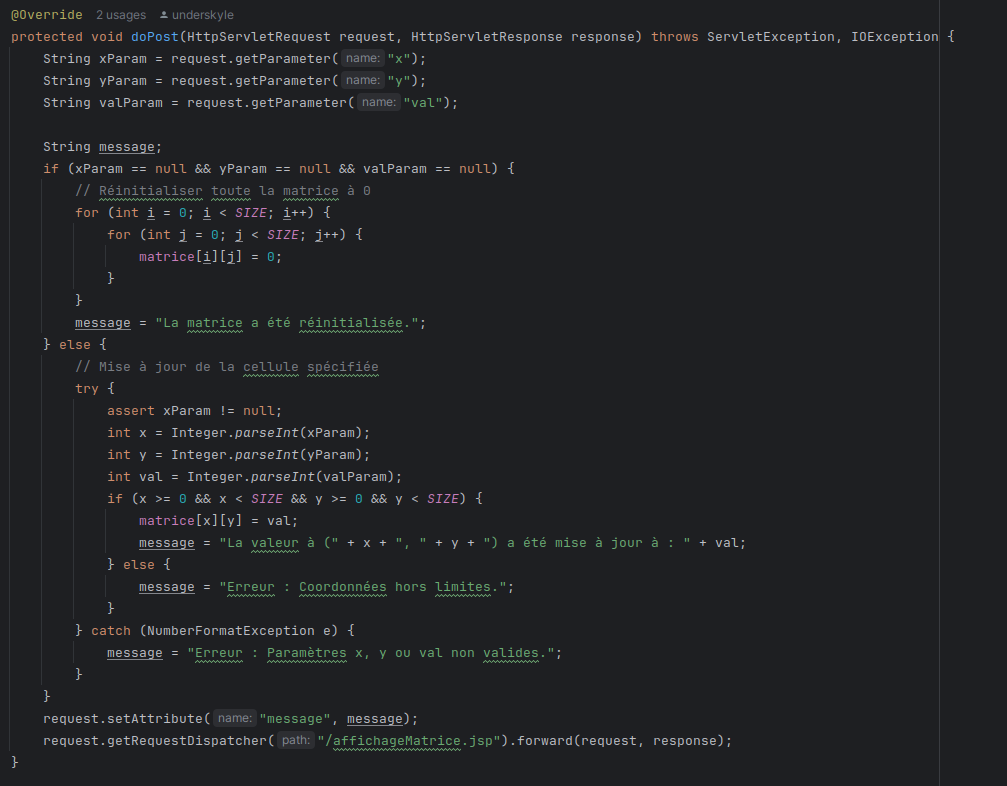 @Override 2 usages underskyle
protected void doPost(HttpServletRequest request, HttpServletResponse response) throws ServletException, IOException {
    String xParam = request.getParameter( name: "x");
    String yParam = request.getParameter( name: "y");
    String valParam = request.getParameter( name: "val");

    String message;
    if (xParam == null && yParam == null && valParam == null) {
        // Réinitialiser toute la matrice à 0
        for (int i = 0; i < SIZE; i++) {
            for (int j = 0; j < SIZE; j++) {
                matrice[i][j] = 0;
            }
        }
        message = "La matrice a été réinitialisée.";
    } else {
        // Mise à jour de la cellule spécifiée
        try {
            assert xParam != null;
            int x = Integer.parseInt(xParam);
            int y = Integer.parseInt(yParam);
            int val = Integer.parseInt(valParam);
            if (x >= 0 && x < SIZE && y >= 0 && y < SIZE) {
                matrice[x][y] = val;
                message = "La valeur à (" + x + ", " + y + ") a été mise à jour à : " + val;
            } else {
                message = "Erreur : Coordonnées hors limites.";
            }
        } catch (NumberFormatException e) {
            message = "Erreur : Paramètres x, y ou val non valides.";
        }
    }
    request.setAttribute( name: "message", message);
    request.getRequestDispatcher( path: "/affichageMatrice.jsp").forward(request, response);
}